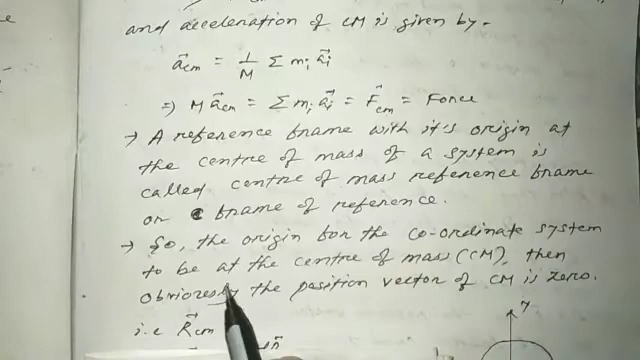 and acceleration of CM is given by-
a⃗cm = 1/M Σ mi a⃗i
=) M a⃗cm = Σ mi a⃗i = F⃗cm = Force
→ A reference frame with it's origin at
the centre of mass of a system is
called centre of mass reference frame
or frame of reference.
→ So, the origin for the co-ordinate system
to be at the centre of mass (CM), then
obviously the position vector of CM is zero.
i.e R⃗cm
Y